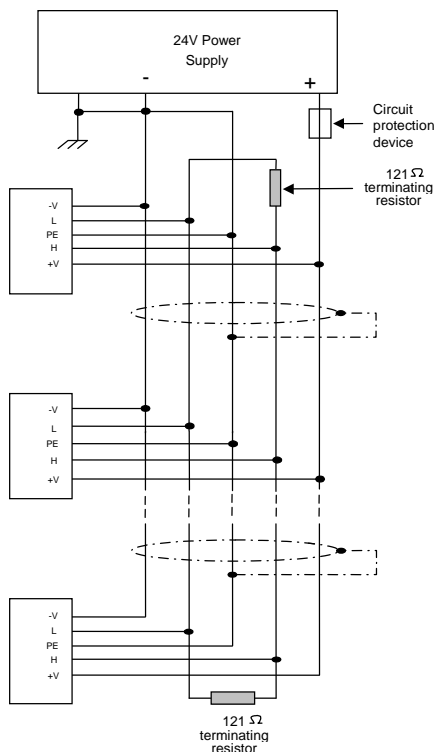 24V Power
Supply
-
+
Circuit
protection
device
121 Ω
terminating
resistor
-V
L
PE
H
+V
-V
L
PE
H
+V
-V
L
PE
H
+V
121 Ω
terminating
resistor